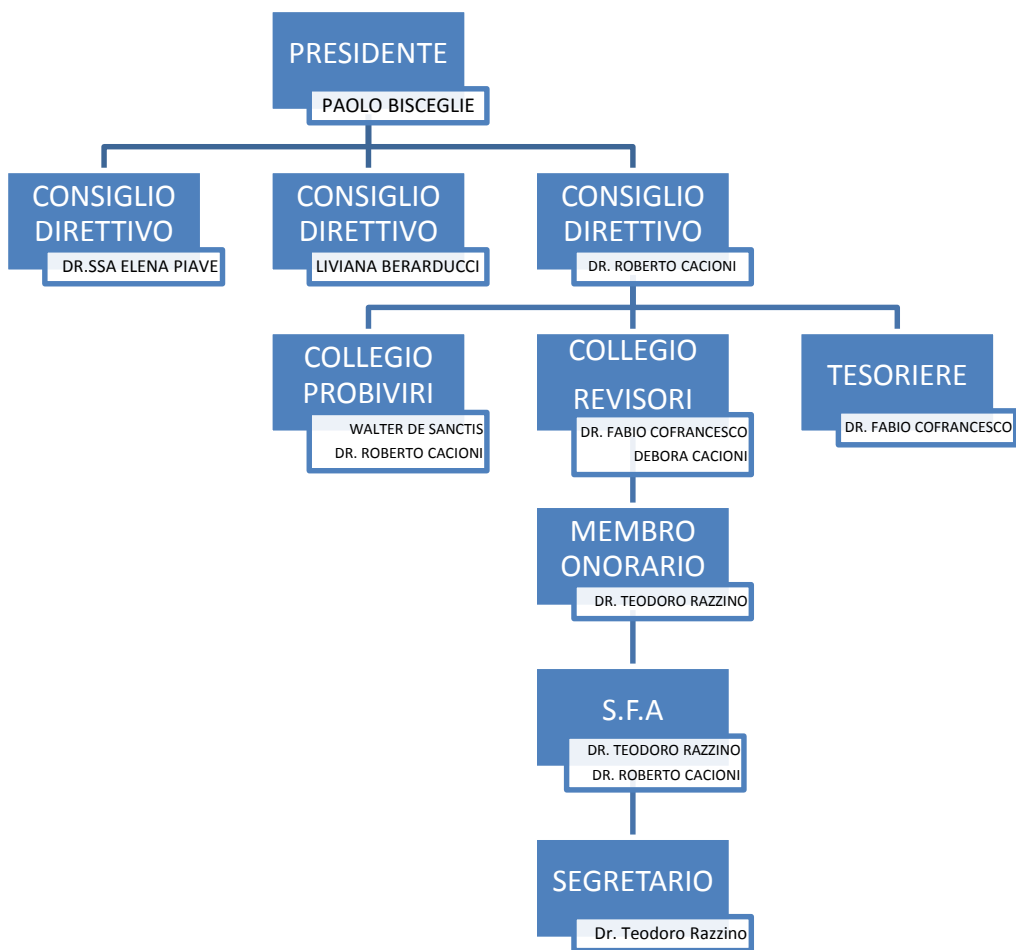 PRESIDENTE
PAOLO BISCEGLIE
CONSIGLIO
DIRETTIVO
DR.SSA ELENA PIAVE
CONSIGLIO
DIRETTIVO
LIVIANA BERARDUCCI
CONSIGLIO
DIRETTIVO
DR. ROBERTO CACIONI
COLLEGIO
PROBIVIRI
WALTER DE SANCTIS
DR. ROBERTO CACIONI
COLLEGIO
REVISORI
DR. FABIO COFRANCESCO
DEBORA CACIONI
TESORIERE
DR. FABIO COFRANCESCO
MEMBRO
ONORARIO
DR. TEODORO RAZZINO
S.F.A
DR. TEODORO RAZZINO
DR. ROBERTO CACIONI
SEGRETARIO
Dr. Teodoro Razzino